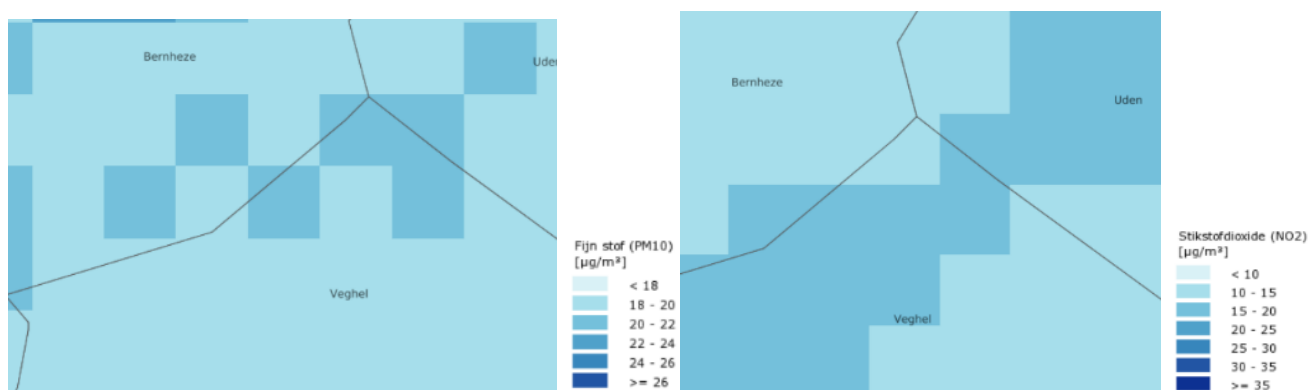 Bernheze
Uden
Veghel
Fijn stof (PM10)
[µg/m³]
< 18
18 - 20
20 - 22
22 - 24
24 - 26
>= 26
Bernheze
Uden
Veghel
Stikstofdioxide (NO2)
[µg/m³]
< 10
10 - 15
15 - 20
20 - 25
25 - 30
30 - 35
>= 35